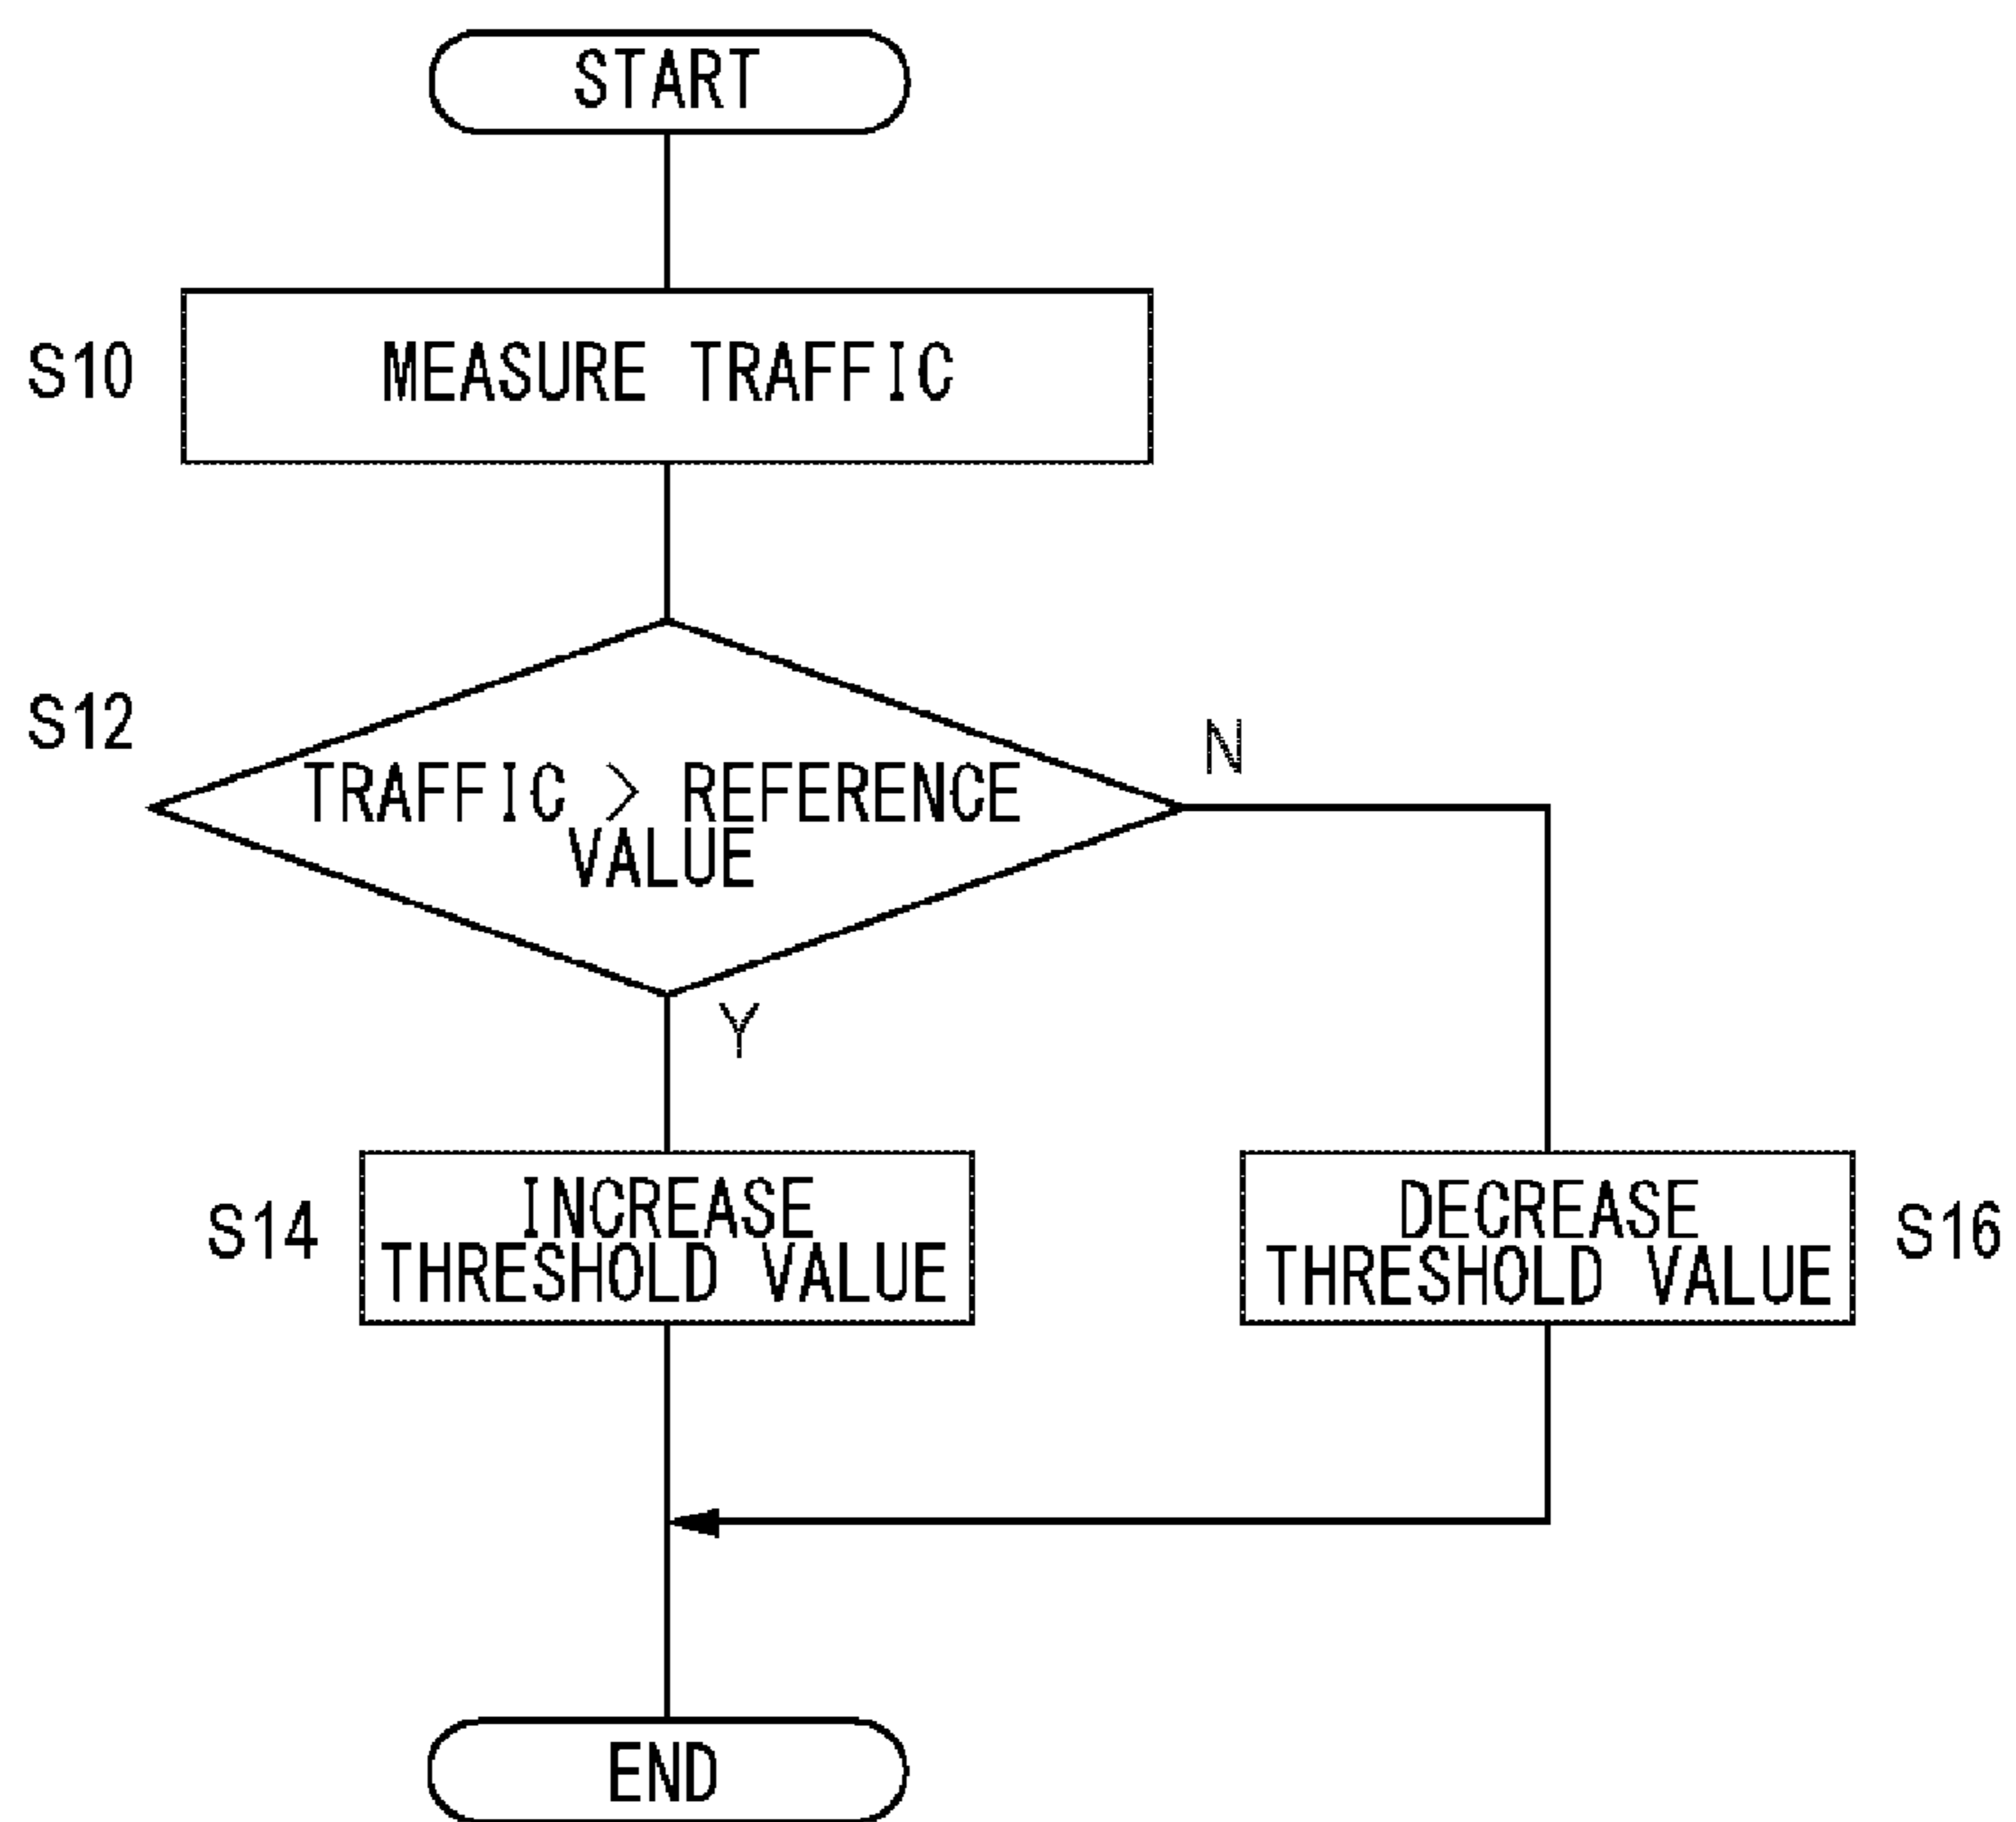 START
S10
MEASURE TRAFFIC
S12
TRAFFIC > REFERENCE
VALUE
N
Y
S14
INCREASE
THRESHOLD VALUE
DECREASE
THRESHOLD VALUE
S16
END